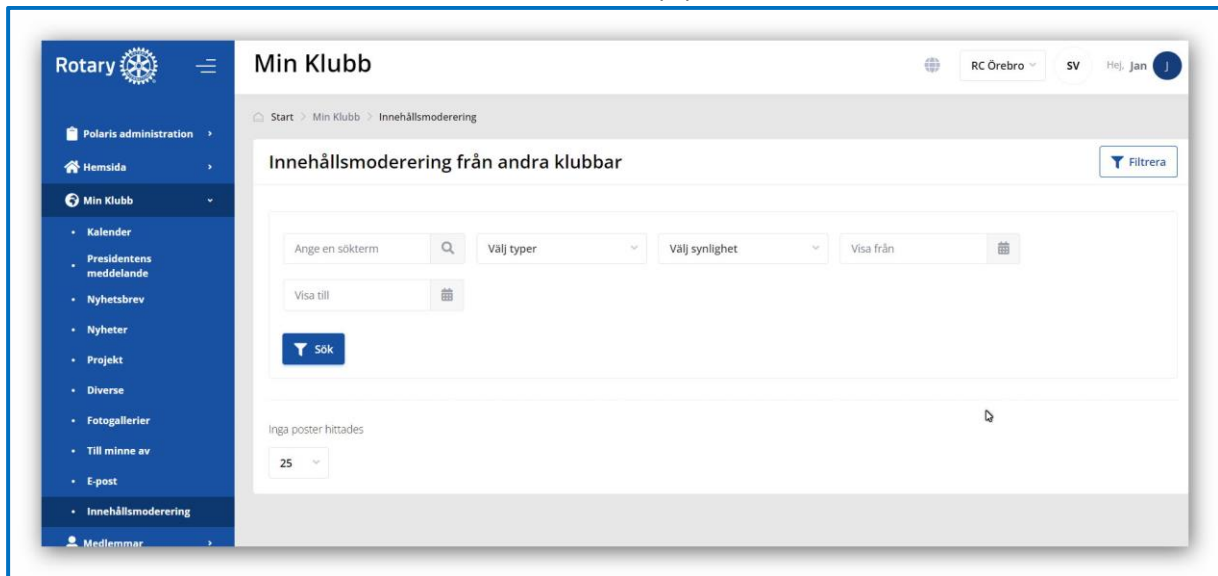 Rotary
Min Klubb
RC Örebro
SV
Hej, Jan
J
Start > Min Klubb > Innehållsmoderering
Polaris administration
Hemsida
Min Klubb
Kalender
Presidentens
meddelande
Nyhetsbrev
Nyheter
Projekt
Diverse
Fotogallerier
Till minne av
E-post
Innehållsmoderering
Medlemmar
Innehållsmoderering från andra klubbar
Filtrera
Ange en sökterm
Välj typer
Välj synlighet
Visa från
Visa till
Sök
Inga poster hittades
25